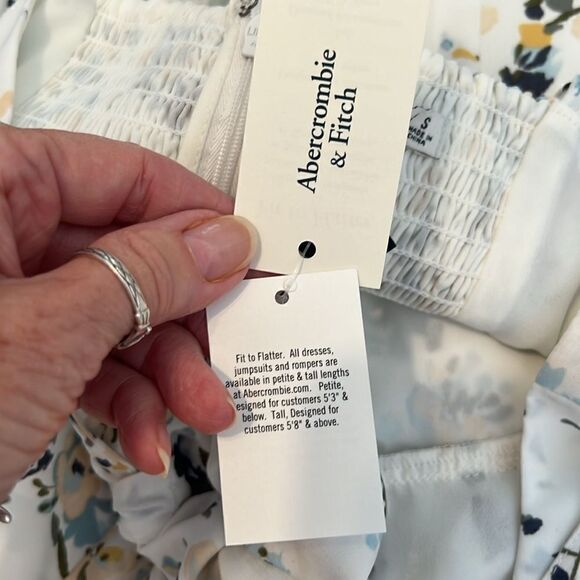 Abercrombie
& Fitch
S
MADE IN
CHINA
Fit to Flatter. All dresses,
jumpsuits and rompers are
available in petite & tall lengths
at Abercrombie.com. Petite,
esigned for customers 5'3" &
below. Tall, Designed for
customers 5'8" & above.